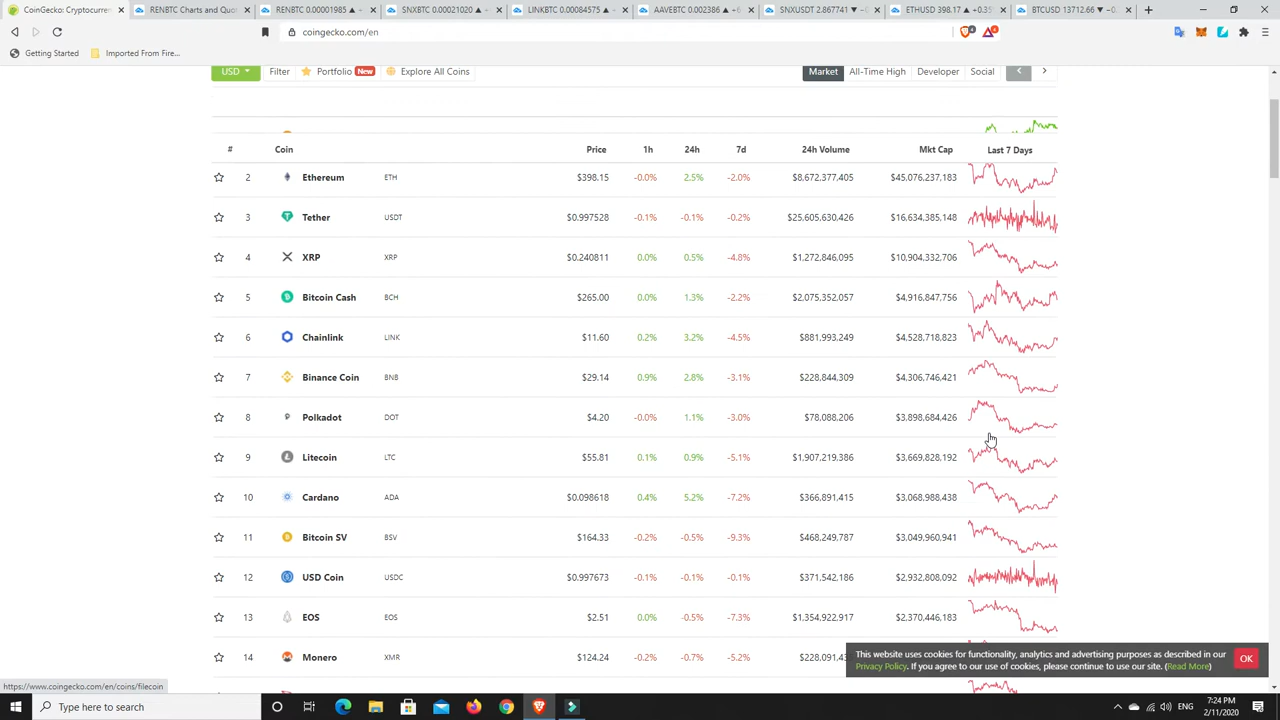 CoinGecko: Cryptocurrenc
RENBTC Charts and Quo
RENBTC 0.00001985
SNXBTC 0.00021020
LINKBTC 0.00084575
AAVEBTC 0.002386
SNXUSDT 2.867741
ETHUSD 398.17 +0.35
BTCUSD 13712.66
coingecko.com/en
Getting Started
Imported From Fire...
USD
Filter
Portfolio New
Explore All Coins
Market
All-Time High
Developer
Social
# Coin Price 1h 24h 7d 24h Volume Mkt Cap Last 7 Days
2 Ethereum ETH $398.15 -0.0% 2.5% -2.0% $8,672,377,405 $45,076,237,183
3 Tether USDT $0.997528 -0.1% -0.1% -0.2% $25,605,630,426 $16,634,385,148
4 XRP XRP $0.240811 0.0% 0.5% -4.8% $1,272,846,095 $10,904,332,706
5 Bitcoin Cash BCH $265.00 0.0% 1.3% -2.2% $2,075,352,057 $4,916,847,756
6 Chainlink LINK $11.60 0.2% 3.2% -4.5% $881,993,249 $4,528,718,823
7 Binance Coin BNB $29.14 0.9% 2.8% -3.1% $228,844,309 $4,306,746,421
8 Polkadot DOT $4.20 -0.0% 1.1% -3.0% $78,088,206 $3,898,684,426
9 Litecoin LTC $55.81 0.1% 0.9% -5.1% $1,907,219,386 $3,669,828,192
10 Cardano ADA $0.098618 0.4% 5.2% -7.2% $366,891,415 $3,068,988,438
11 Bitcoin SV BSV $164.33 -0.2% -0.5% -9.3% $468,249,787 $3,049,960,941
12 USD Coin USDC $0.997673 -0.1% -0.1% -0.1% $371,542,186 $2,932,808,092
13 EOS EOS $2.51 0.0% -0.5% -7.3% $1,354,922,917 $2,370,446,183
14 Monero XMR $124.24 -0.2% -0.7% -5.2% $228,091,4
This website uses cookies for functionality, analytics and advertising purposes as described in our
Privacy Policy. If you agree to our use of cookies, please continue to use our site. (Read More)
OK
https://www.coingecko.com/en/coins/filecoin
Type here to search
ENG
7:24 PM
2/11/2020